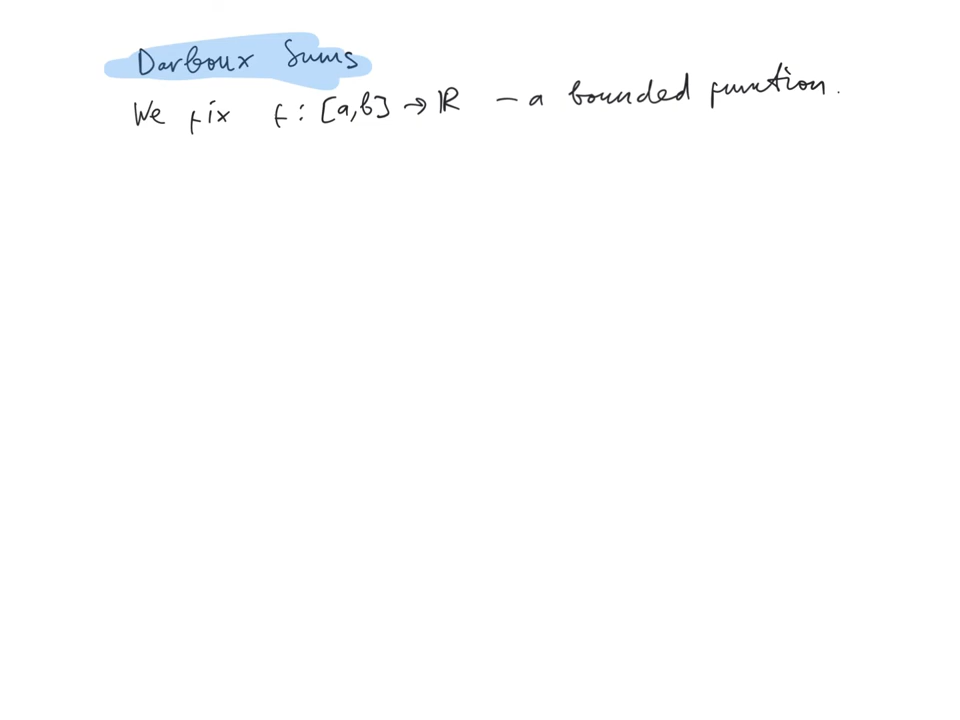 Darboux Sums
We fix f : [a,b] → ℝ – a bounded function.